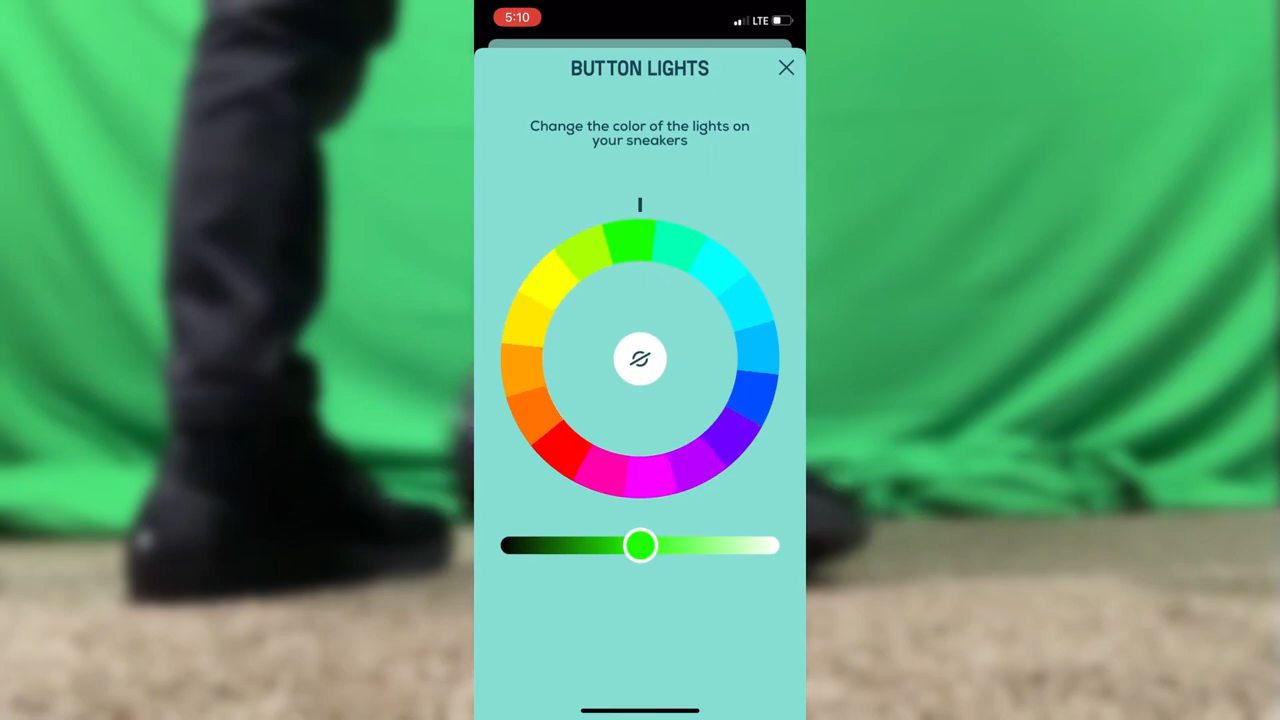 5:10
LTE
BUTTON LIGHTS
Change the color of the lights on
your sneakers